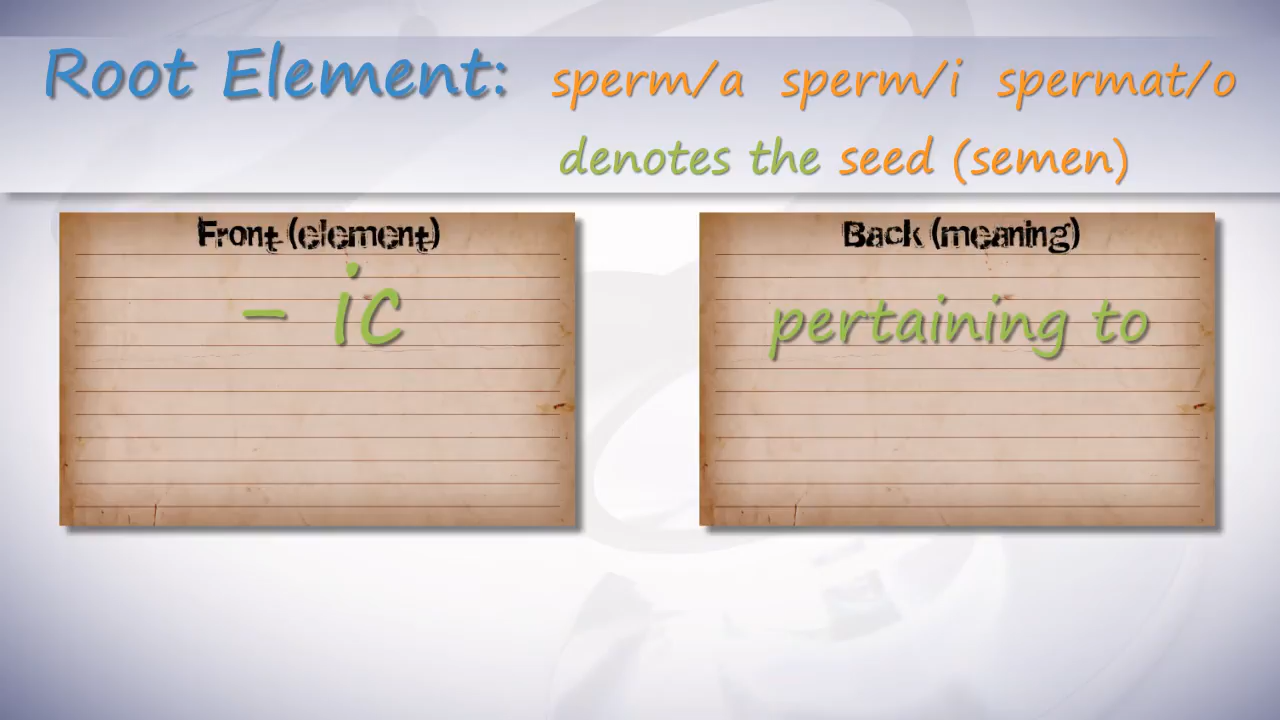 Root Element: sperm/a sperm/i spermat/o
denotes the seed (semen)
Front (element)
- ic
Back (meaning)
pertaining to